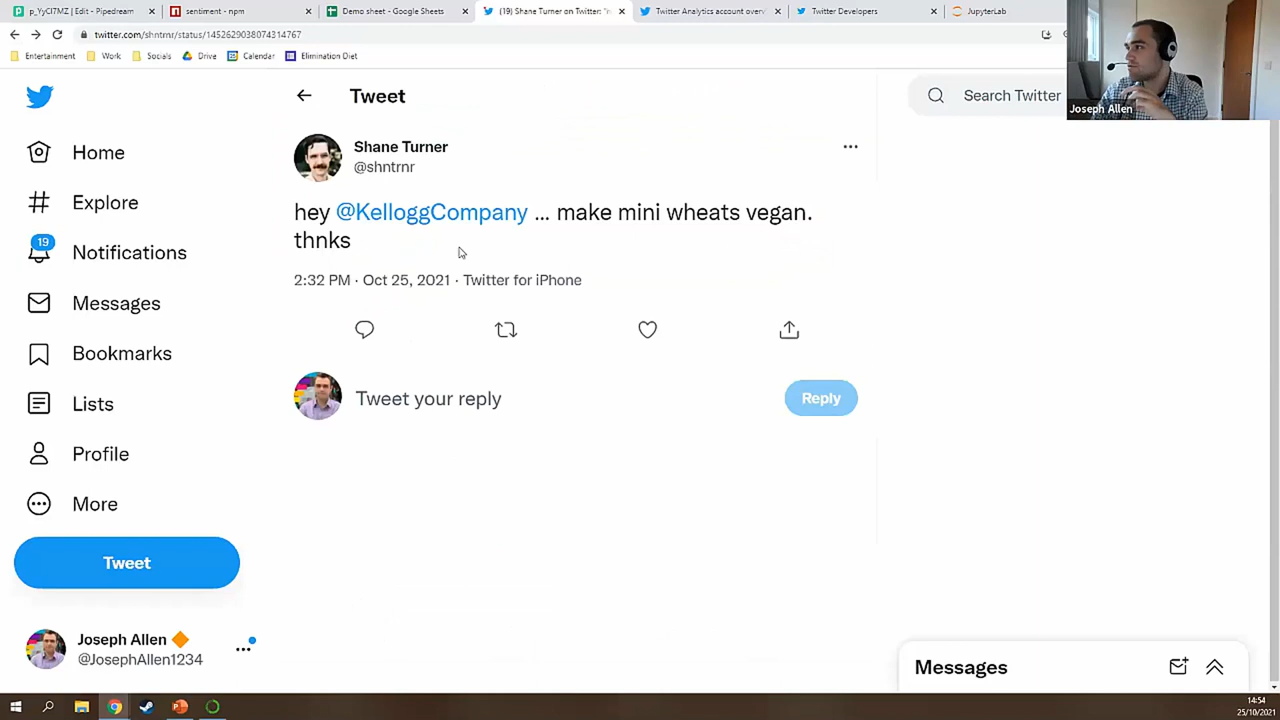 p_YyCl7MZ | Edit - Pipedream
sentiment - npm
Demo sheet - Google Sheets
(19) Shane Turner on Twitter: "h
Twitter Analytics account overv
Twitter Developers
JupyterLab
twitter.com/shntrnr/status/1452629038074314767
Entertainment
Work
Socials
Drive
Calendar
Elimination Diet
Joseph Allen
Tweet
Search Twitter
Home
Explore
19
Notifications
Messages
Bookmarks
Lists
Profile
More
Tweet
Shane Turner
@shntrnr
hey @KelloggCompany ... make mini wheats vegan.
thnks
2:32 PM · Oct 25, 2021 · Twitter for iPhone
Tweet your reply
Reply
Joseph Allen
@JosephAllen1234
Messages
14:54
25/10/2021